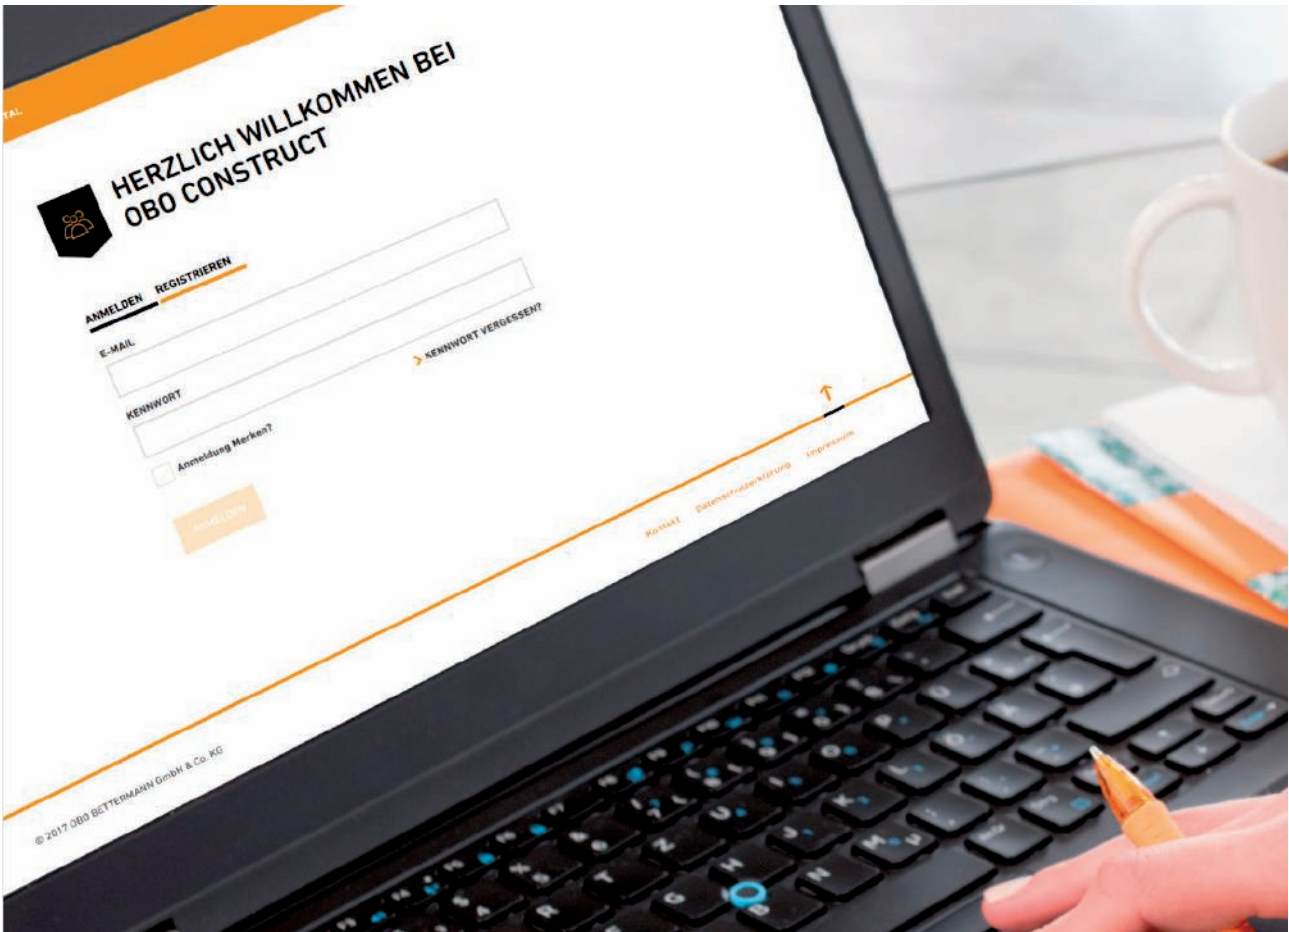 TAL
HERZLICH WILLKOMMEN BEI
OBO CONSTRUCT
ANMELDEN REGISTRIEREN
E-MAIL
KENNWORT
> KENNWORT VERGESSEN?
Anmeldung Merken?
ANMELDEN
Kontakt Datenschutzerklärung Impressum
© 2017 OBO BETTERMANN GmbH & Co. KG